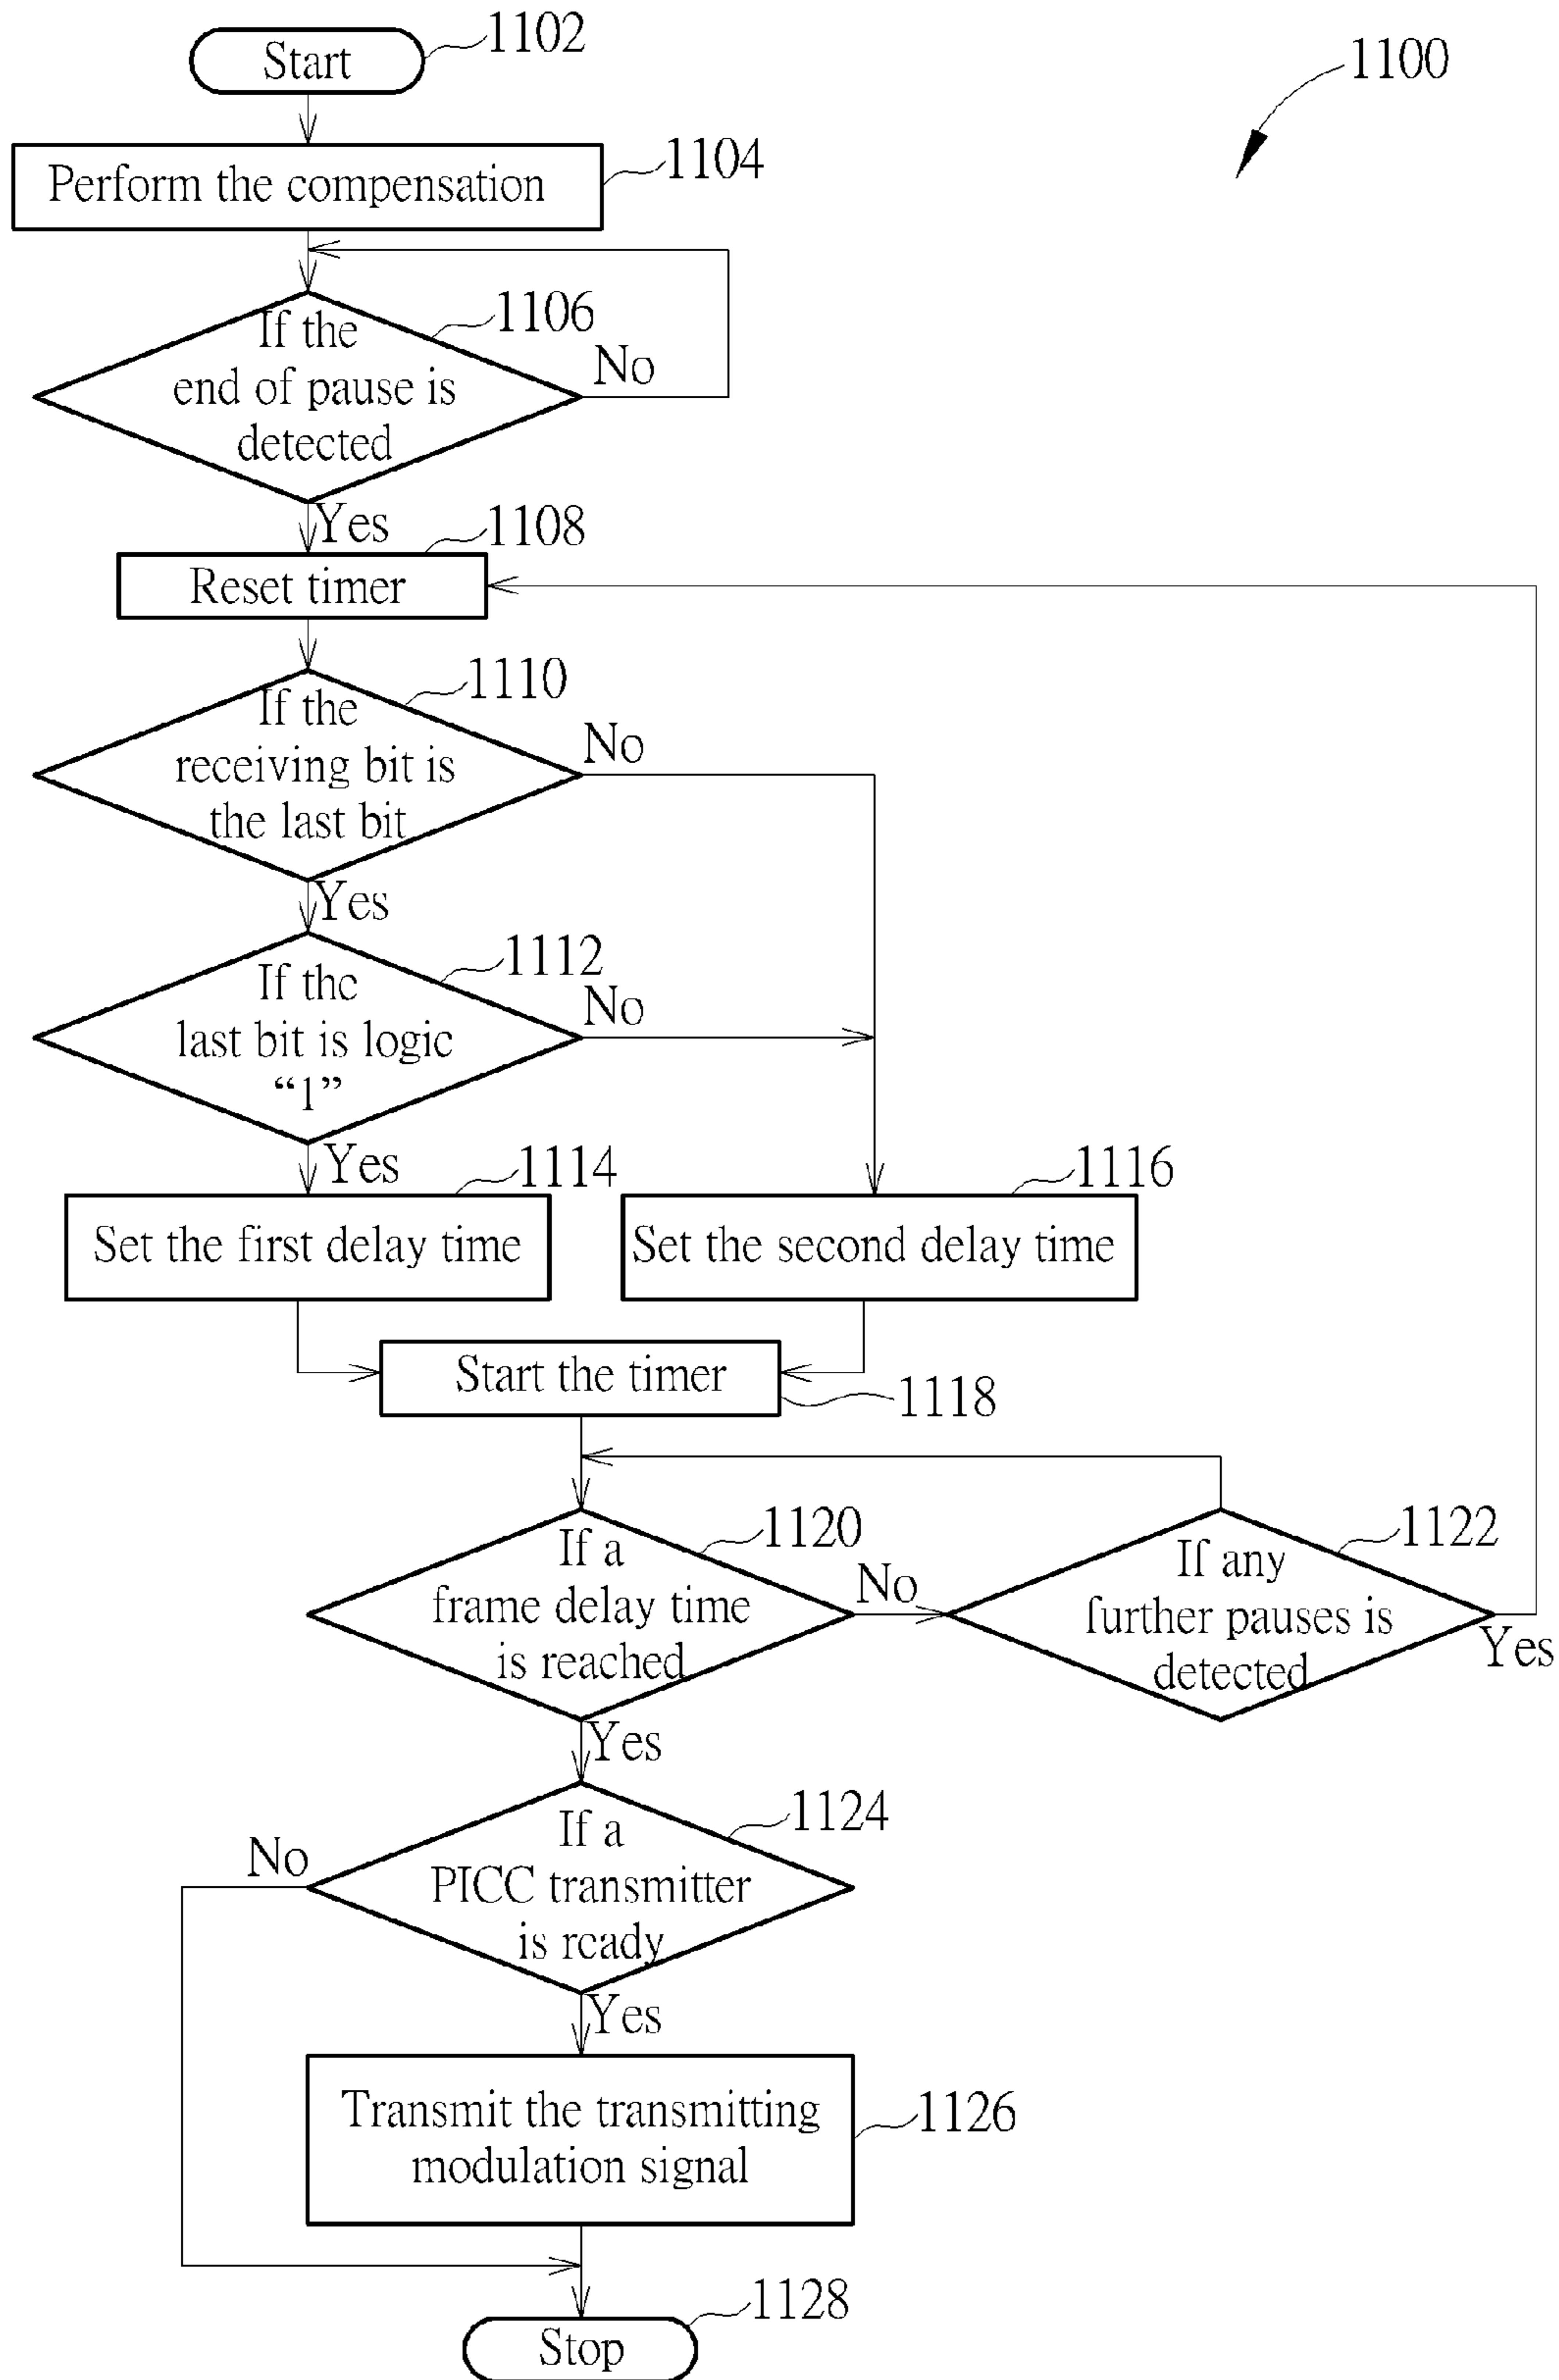 Start
1102
1100
Perform the compensation
1104
1106
If the
end of pause is
detected
No
Yes
1108
Reset timer
1110
If the
receiving bit is
the last bit
No
Yes
1112
If the
last bit is logic
“1”
No
Yes
1114
1116
Set the first delay time
Set the second delay time
Start the timer
1118
1120
If a
frame delay time
is reached
No
1122
If any
further pauses is
detected
Yes
Yes
1124
If a
PICC transmitter
is ready
No
Yes
Transmit the transmitting
modulation signal
1126
1128
Stop